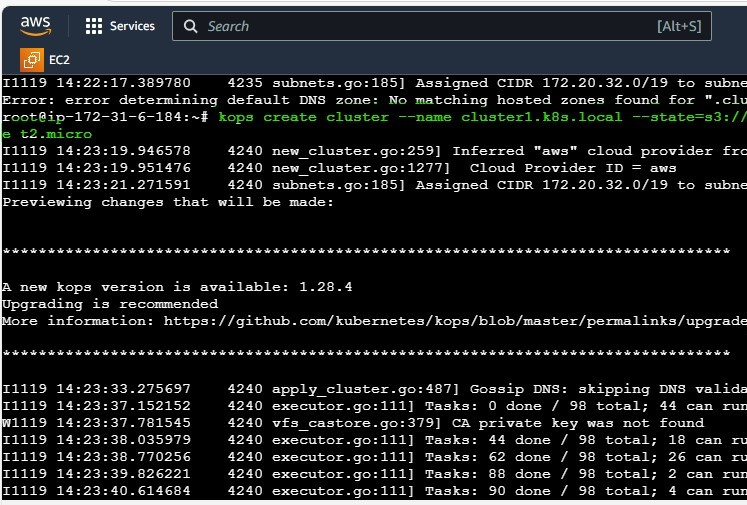 aws
Services
Search
[Alt+S]
EC2
I1119 14:22:17.389780    4235 subnets.go:185] Assigned CIDR 172.20.32.0/19 to subne
Error: error determining default DNS zone: No matching hosted zones found for ".clu
root@ip-172-31-6-184:~# kops create cluster --name cluster1.k8s.local --state=s3://
e t2.micro
I1119 14:23:19.946578    4240 new_cluster.go:259] Inferred "aws" cloud provider fro
I1119 14:23:19.951476    4240 new_cluster.go:1277]  Cloud Provider ID = aws
I1119 14:23:21.271591    4240 subnets.go:185] Assigned CIDR 172.20.32.0/19 to subne
Previewing changes that will be made:
*********************************************************************************
A new kops version is available: 1.28.4
Upgrading is recommended
More information: https://github.com/kubernetes/kops/blob/master/permalinks/upgrade
*********************************************************************************
I1119 14:23:33.275697    4240 apply_cluster.go:487] Gossip DNS: skipping DNS valida
I1119 14:23:37.152152    4240 executor.go:111] Tasks: 0 done / 98 total; 44 can run
W1119 14:23:37.781545    4240 vfs_castore.go:379] CA private key was not found
I1119 14:23:38.035979    4240 executor.go:111] Tasks: 44 done / 98 total; 18 can ru
I1119 14:23:38.770256    4240 executor.go:111] Tasks: 62 done / 98 total; 26 can ru
I1119 14:23:39.826221    4240 executor.go:111] Tasks: 88 done / 98 total; 2 can run
I1119 14:23:40.614684    4240 executor.go:111] Tasks: 90 done / 98 total; 4 can run